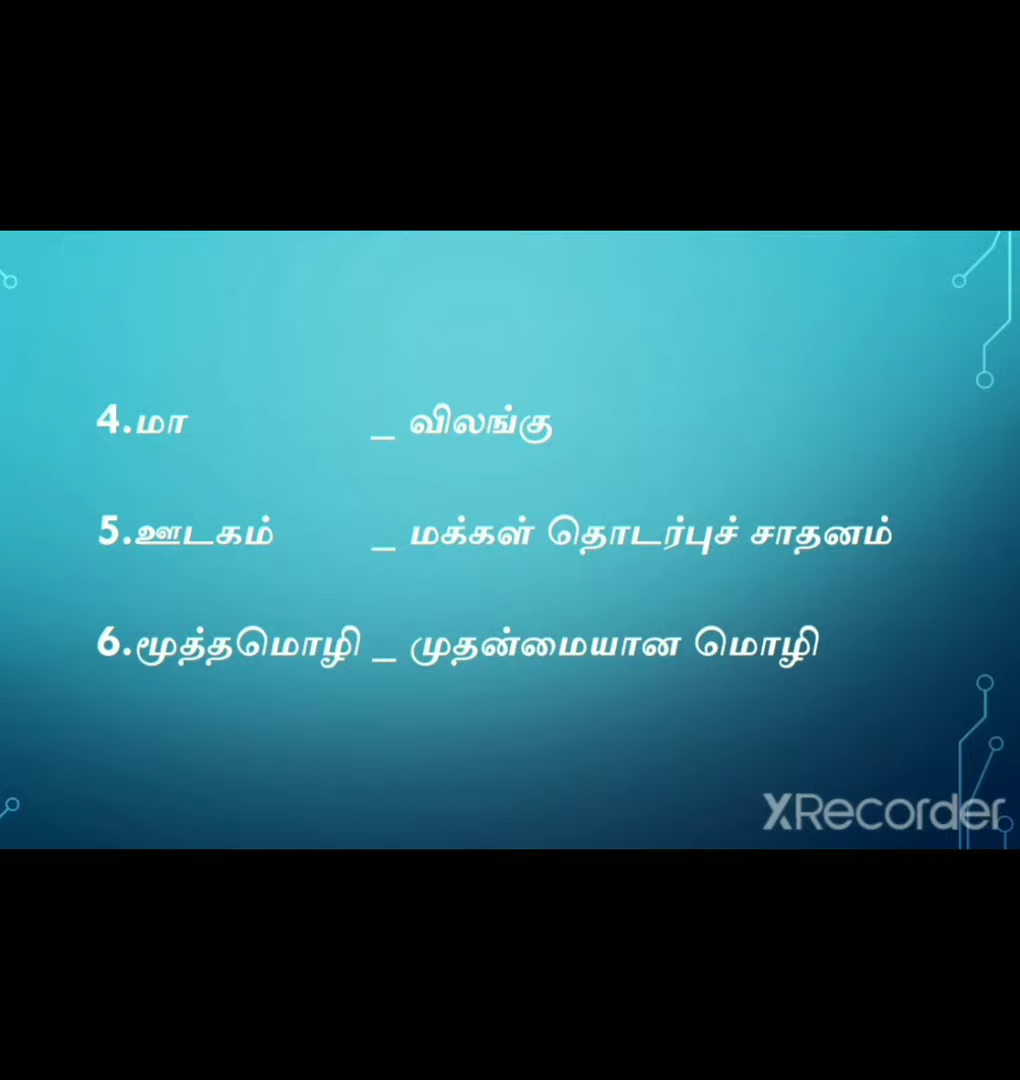 4.மா _ விலங்கு
5.ஊடகம் _ மக்கள் தொடர்புச் சாதனம்
6.மூத்தமொழி _ முதன்மையான மொழி
XRecorder